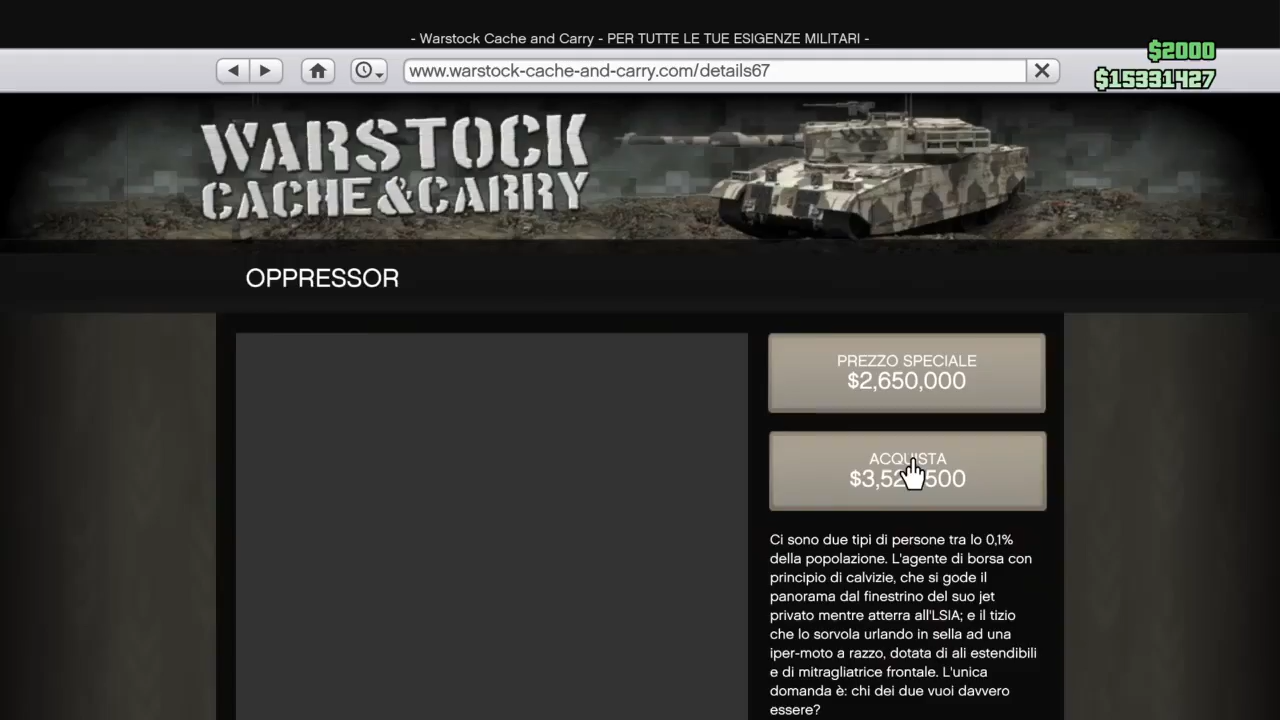 - Warstock Cache and Carry - PER TUTTE LE TUE ESIGENZE MILITARI -
$2000
www.warstock-cache-and-carry.com/details67
$15331427
WARSTOCK
CACHE&CARRY
OPPRESSOR
PREZZO SPECIALE
$2,650,000
ACQUISTA
Ci sono due tipi di persone tra lo 0,1%
della popolazione. L'agente di borsa con
principio di calvizie, che si gode il
panorama dal finestrino del suo jet
privato mentre atterra all'LSIA; e il tizio
che lo sorvola urlando in sella ad una
iper-moto a razzo, dotata di ali estendibili
e di mitragliatrice frontale. L'unica
domanda è: chi dei due vuoi davvero
essere?